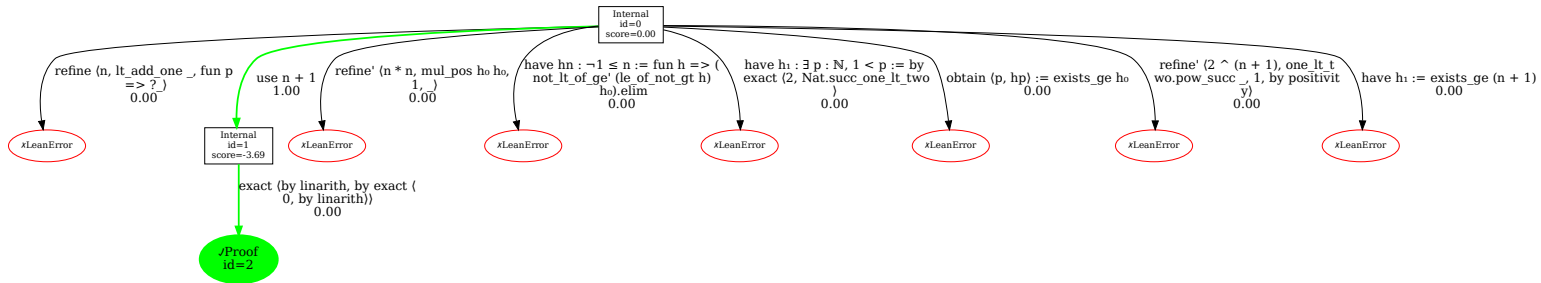 Internal
id=0
score=0.00
refine ⟨n, lt_add_one _, fun p
=> ?_⟩
0.00
use n + 1
1.00
refine' ⟨n * n, mul_pos h₀ h₀,
1, _⟩
0.00
have hn : ¬1 ≤ n := fun h => (
not_lt_of_ge' (le_of_not_gt h)
h₀).elim
0.00
have h₁ : ∃ p : ℕ, 1 < p := by
exact ⟨2, Nat.succ_one_lt_two
⟩
0.00
obtain ⟨p, hp⟩ := exists_ge h₀
0.00
refine' ⟨2 ^ (n + 1), one_lt_t
wo.pow_succ _, 1, by positivit
y⟩
0.00
have h₁ := exists_ge (n + 1)
0.00
✗LeanError
Internal
id=1
score=-3.69
✗LeanError
✗LeanError
✗LeanError
✗LeanError
✗LeanError
✗LeanError
exact ⟨by linarith, by exact ⟨
0, by linarith⟩⟩
0.00
✓Proof
id=2